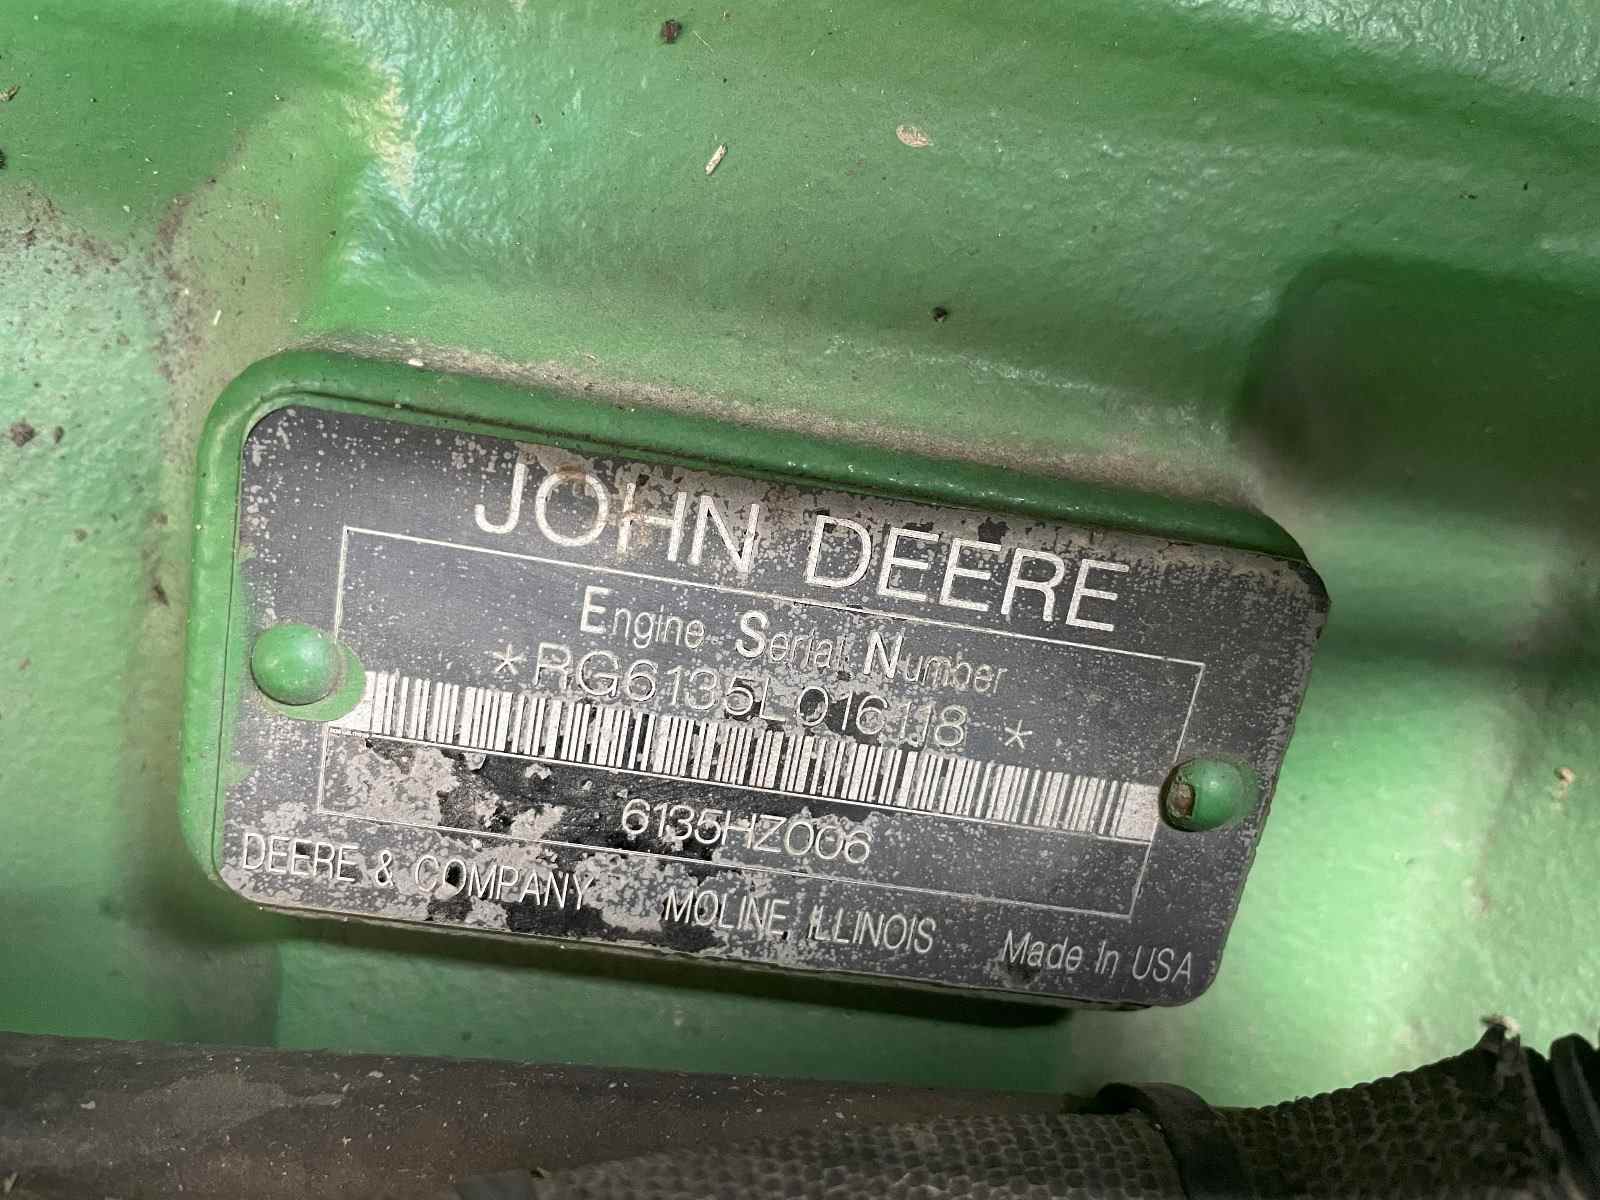 JOHN DEERE
Engine Serial Number
*RG6135L016118 *
6135HZ006
DEERE & COMPANY MOLINE, ILLINOIS Made In USA